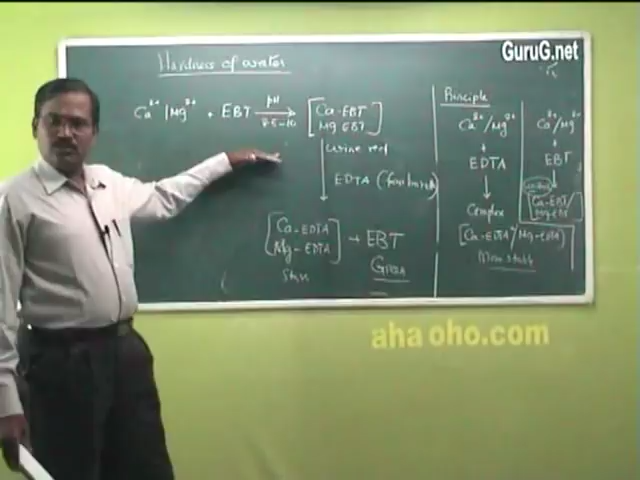 GuruG.net
Hardness of water
Ca²⁺/Mg²⁺ + EBT pH 8.5-10 → [Ca-EBT
Mg EBT]
wine red
EDTA (
[Ca-EDTA
Mg-EDTA] + EBT
Principle
Ca²⁺/Mg²⁺
+
EDTA
↓
Complex
[Ca-EDTA/Mg-EDTA]
More stable
Ca²⁺/Mg²⁺
+
EBT
↓
[Ca-EBT/
Mg-EBT]
aha oho.com